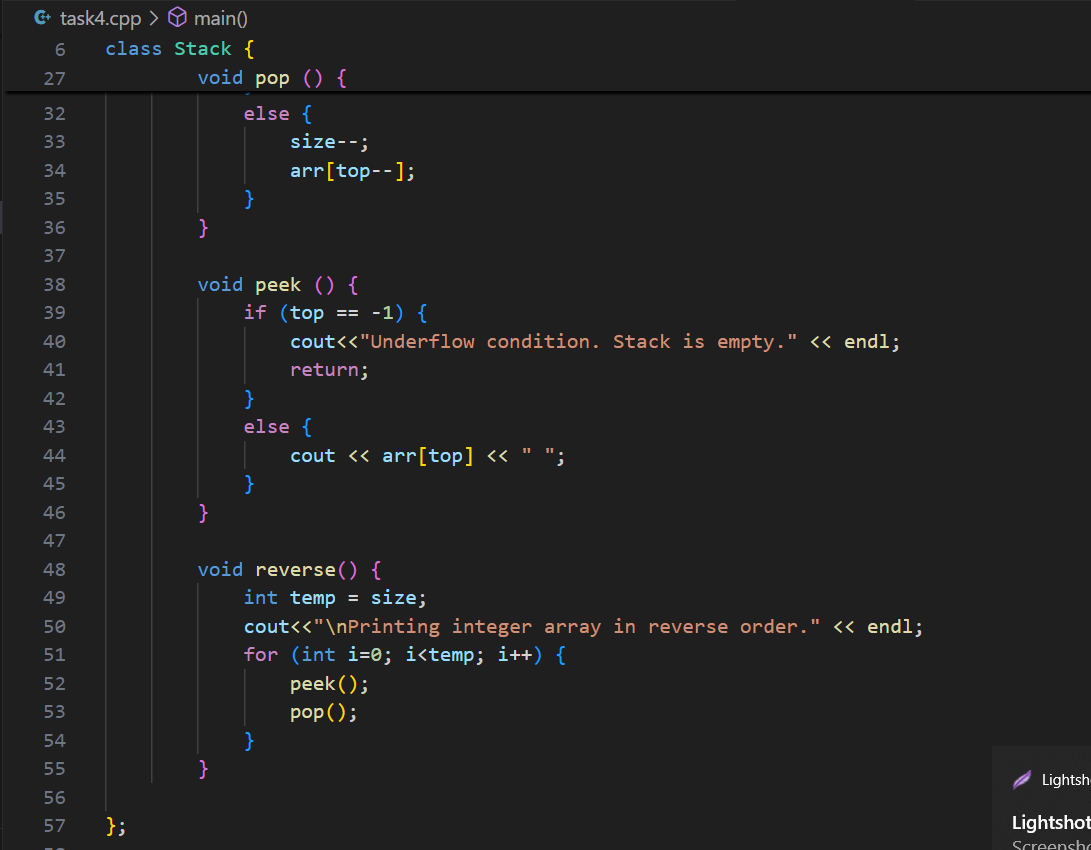 task4.cpp > main()
6 class Stack {
27 void pop () {
32 else {
33 size--;
34 arr[top--];
35 }
36 }
37
38 void peek () {
39 if (top == -1) {
40 cout<<"Underflow condition. Stack is empty." << endl;
41 return;
42 }
43 else {
44 cout << arr[top] << " ";
45 }
46 }
47
48 void reverse() {
49 int temp = size;
50 cout<<"\nPrinting integer array in reverse order." << endl;
51 for (int i=0; i<temp; i++) {
52 peek();
53 pop();
54 }
55 }
56
57 };
Lightsh
Lightshot
Screensh